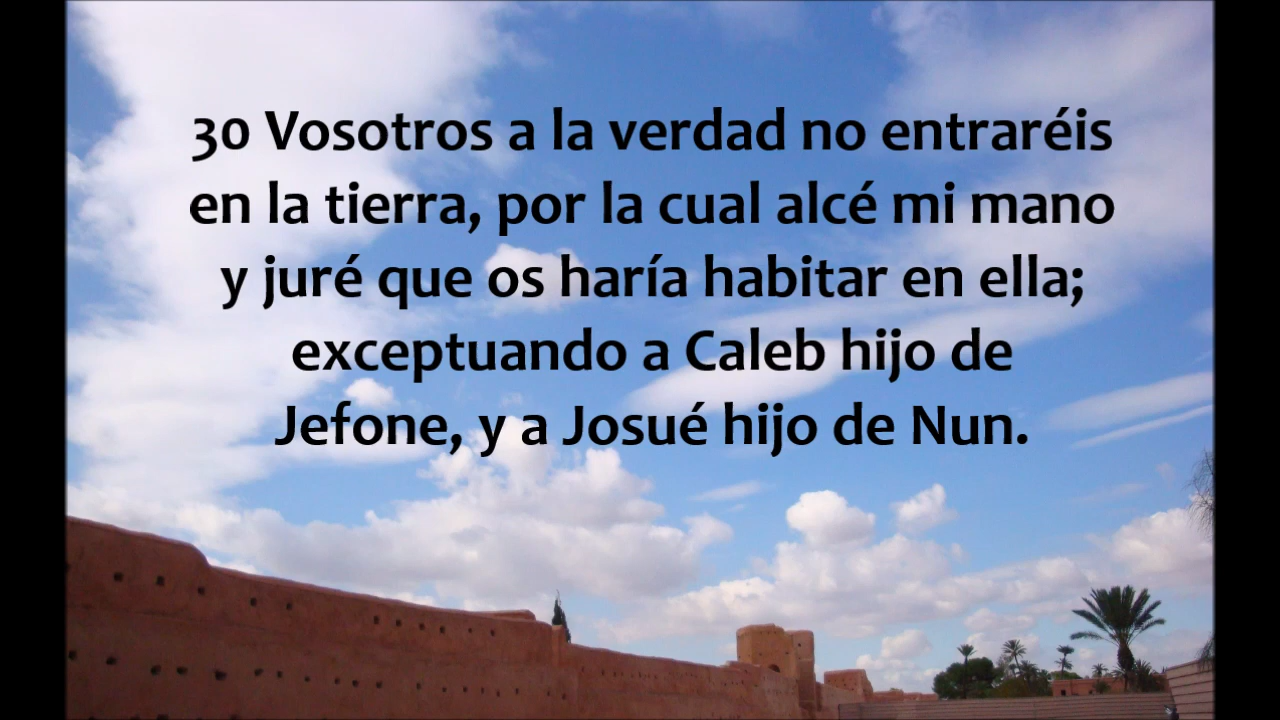 30 Vosotros a la verdad no entraréis
en la tierra, por la cual alcé mi mano
y juré que os haría habitar en ella;
exceptuando a Caleb hijo de
Jefone, y a Josué hijo de Nun.